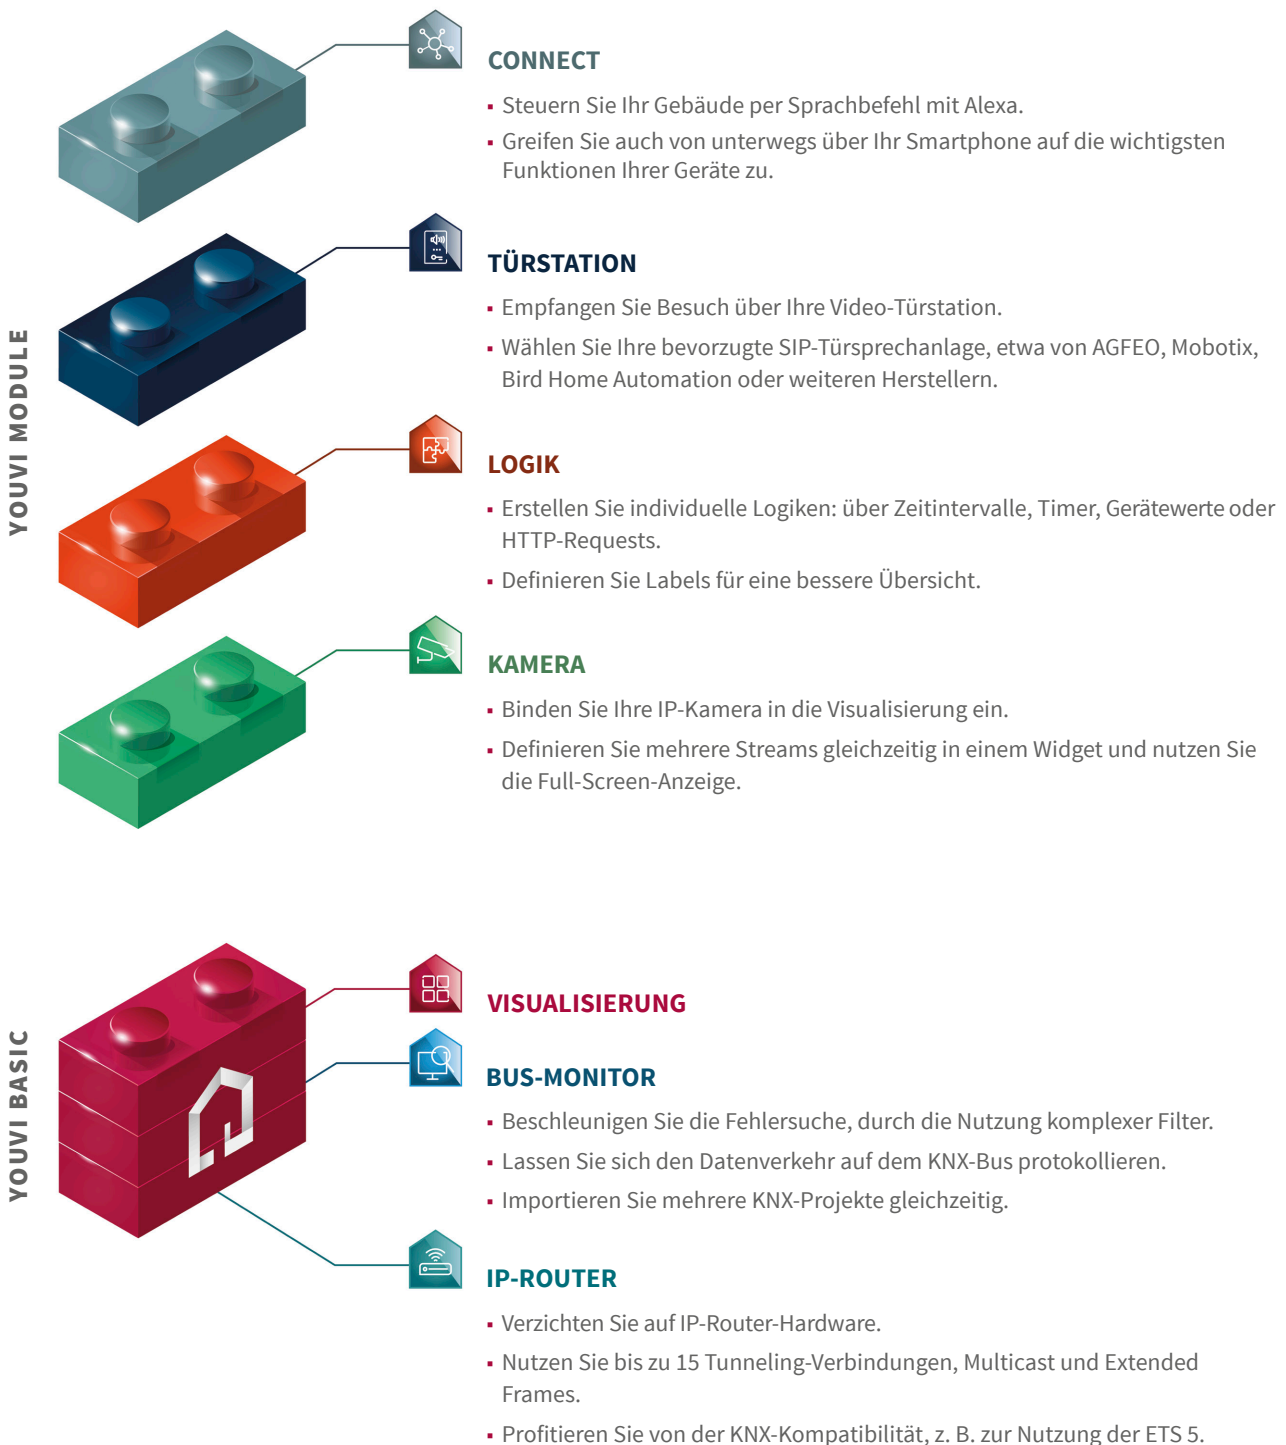 YOUVI MODULE
CONNECT
▪ Steuern Sie Ihr Gebäude per Sprachbefehl mit Alexa.
▪ Greifen Sie auch von unterwegs über Ihr Smartphone auf die wichtigsten
Funktionen Ihrer Geräte zu.
TÜRSTATION
▪ Empfangen Sie Besuch über Ihre Video-Türstation.
▪ Wählen Sie Ihre bevorzugte SIP-Türsprechanlage, etwa von AGFEO, Mobotix,
Bird Home Automation oder weiteren Herstellern.
LOGIK
▪ Erstellen Sie individuelle Logiken: über Zeitintervalle, Timer, Gerätewerte oder
HTTP-Requests.
▪ Definieren Sie Labels für eine bessere Übersicht.
KAMERA
▪ Binden Sie Ihre IP-Kamera in die Visualisierung ein.
▪ Definieren Sie mehrere Streams gleichzeitig in einem Widget und nutzen Sie
die Full-Screen-Anzeige.
YOUVI BASIC
VISUALISIERUNG
BUS-MONITOR
▪ Beschleunigen Sie die Fehlersuche, durch die Nutzung komplexer Filter.
▪ Lassen Sie sich den Datenverkehr auf dem KNX-Bus protokollieren.
▪ Importieren Sie mehrere KNX-Projekte gleichzeitig.
IP-ROUTER
▪ Verzichten Sie auf IP-Router-Hardware.
▪ Nutzen Sie bis zu 15 Tunneling-Verbindungen, Multicast und Extended
Frames.
▪ Profitieren Sie von der KNX-Kompatibilität, z. B. zur Nutzung der ETS 5.